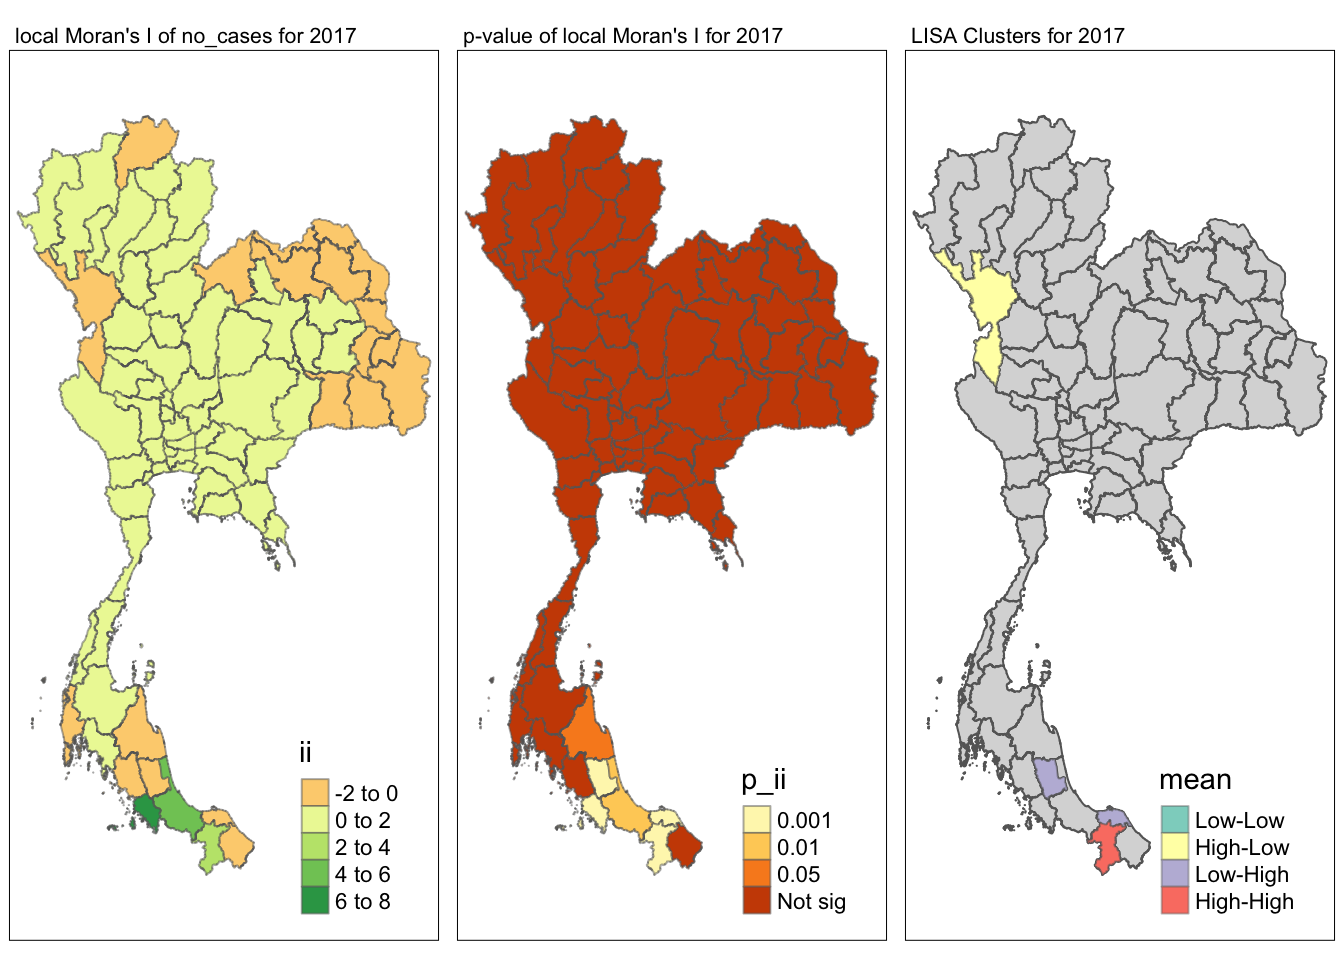 local Moran's I of no_cases for 2017
p-value of local Moran's I for 2017
LISA Clusters for 2017
ii
-2 to 0
0 to 2
2 to 4
4 to 6
6 to 8
p_ii
0.001
0.01
0.05
Not sig
mean
Low-Low
High-Low
Low-High
High-High